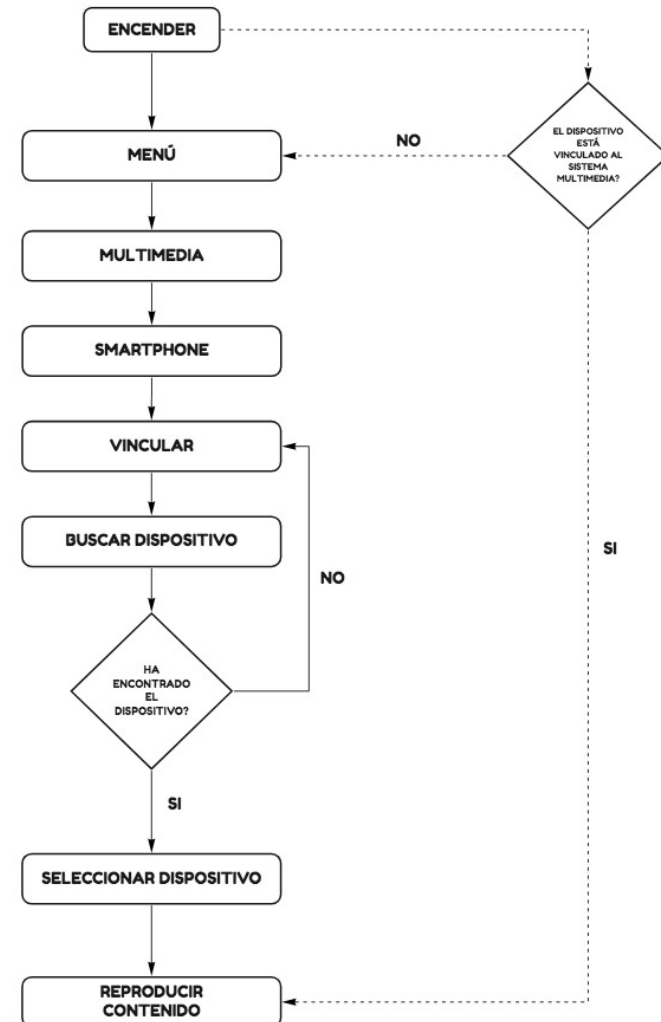 ENCENDER
EL DISPOSITIVO
ESTÁ
VINCULADO AL
SISTEMA
MULTIMEDIA?
NO
MENÚ
MULTIMEDIA
SMARTPHONE
VINCULAR
BUSCAR DISPOSITIVO
SI
NO
HA
ENCONTRADO
EL
DISPOSITIVO?
SI
SELECCIONAR DISPOSITIVO
REPRODUCIR
CONTENIDO